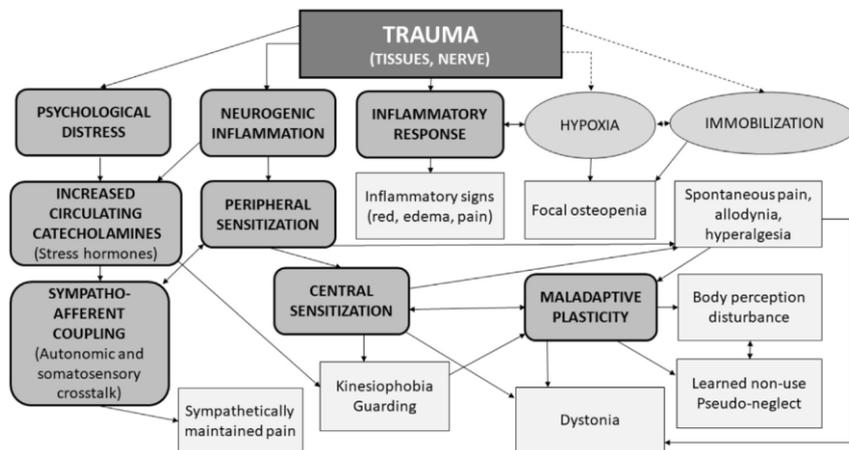 TRAUMA
(TISSUES, NERVE)
PSYCHOLOGICAL
DISTRESS
NEUROGENIC
INFLAMMATION
INFLAMMATORY
RESPONSE
HYPOXIA
IMMOBILIZATION
INCREASED
CIRCULATING
CATECHOLAMINES
(Stress hormones)
PERIPHERAL
SENSITIZATION
Inflammatory signs
(red, edema, pain)
Focal osteopenia
Spontaneous pain,
allodynia,
hyperalgesia
SYMPATHO-
AFFERENT
COUPLING
(Autonomic and
somatosensory
crosstalk)
CENTRAL
SENSITIZATION
MALADAPTIVE
PLASTICITY
Body perception
disturbance
Kinesiophobia
Guarding
Learned non-use
Pseudo-neglect
Sympathetically
maintained pain
Dystonia